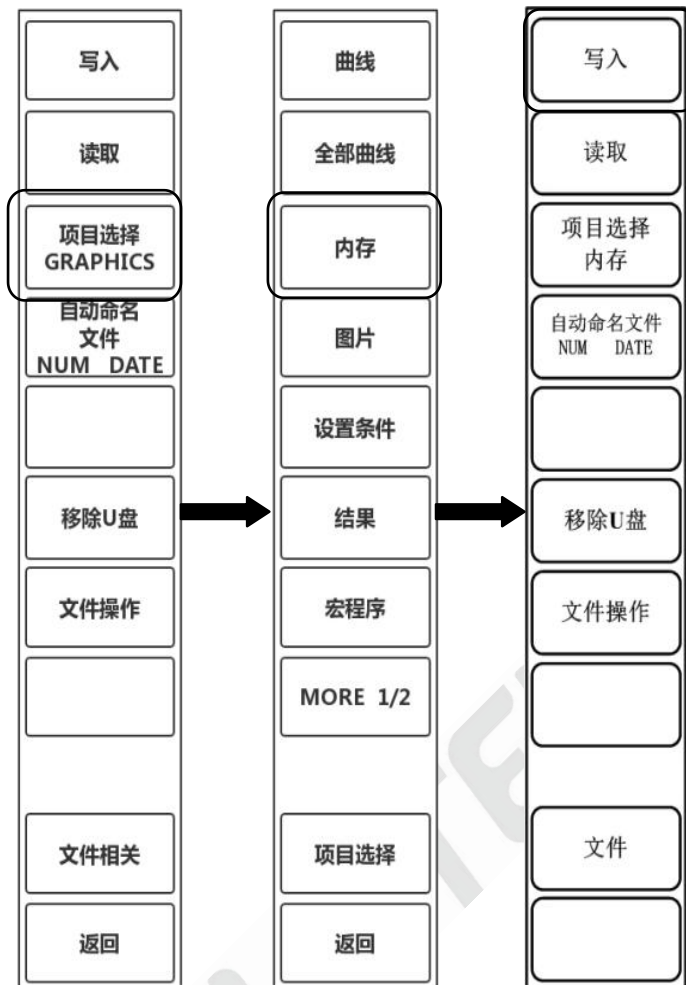 写入
读取
项目选择
GRAPHICS
自动命名
文件
NUM DATE
移除U盘
文件操作
文件相关
返回
曲线
全部曲线
内存
图片
设置条件
结果
宏程序
MORE 1/2
项目选择
返回
写入
读取
项目选择
内存
自动命名文件
NUM DATE
移除U盘
文件操作
文件